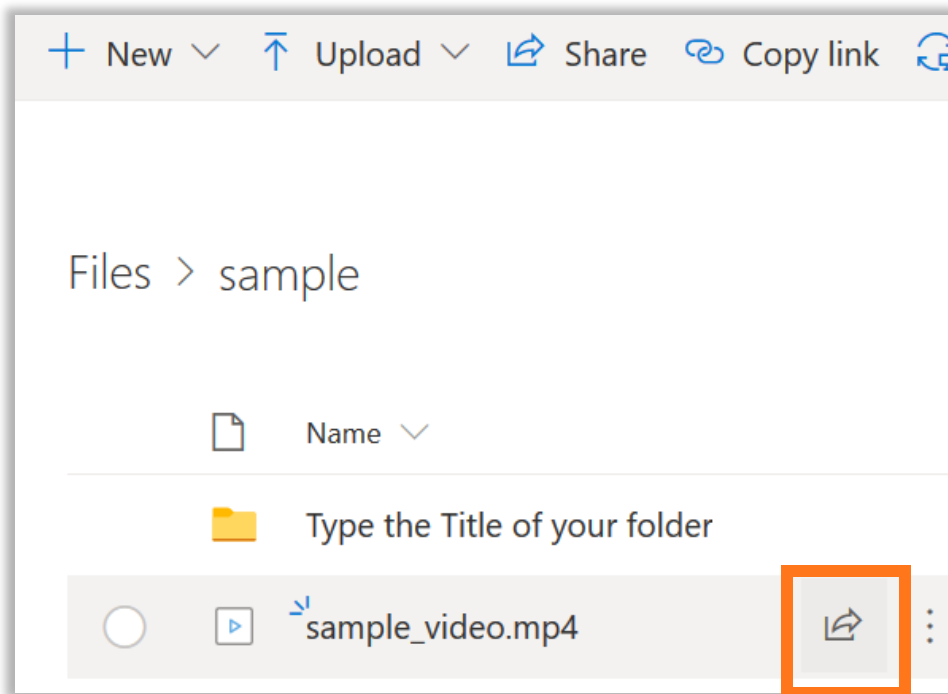 New Upload Share Copy link
Files > sample
Name
Type the Title of your folder
sample_video.mp4